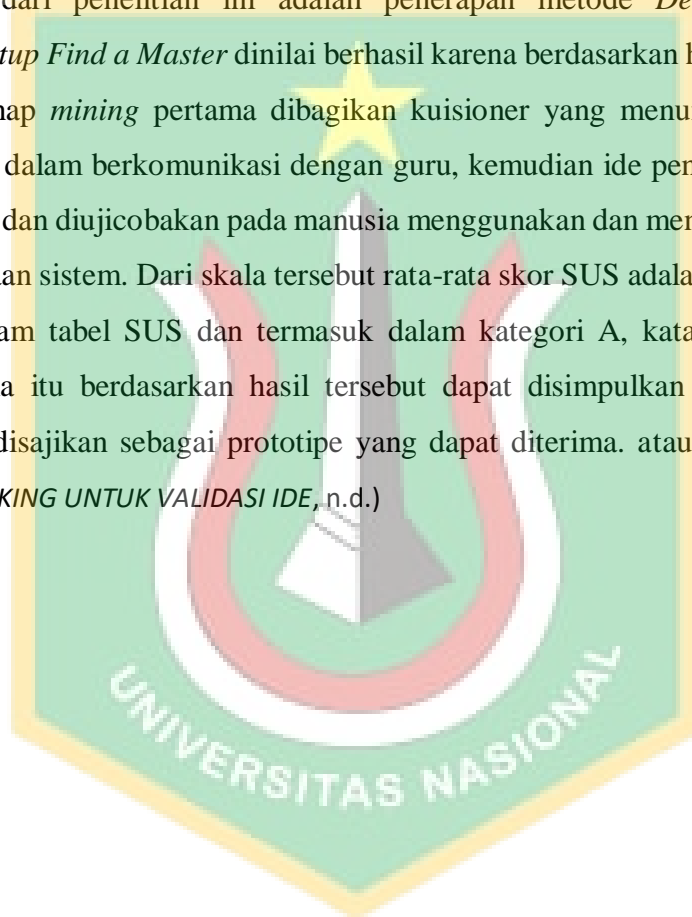 dari penelitian ini adalah penerapan metode De
tup Find a Master dinilai berhasil karena berdasarkan h
ap mining pertama dibagikan kuisioner yang menu
dalam berkomunikasi dengan guru, kemudian ide pen
dan diujicobakan pada manusia menggunakan dan men
an sistem. Dari skala tersebut rata-rata skor SUS adala
am tabel SUS dan termasuk dalam kategori A, kata
a itu berdasarkan hasil tersebut dapat disimpulkan
disajikan sebagai prototipe yang dapat diterima. atau
KING UNTUK VALIDASI IDE, n.d.)
UNIVERSITAS NASIONAL